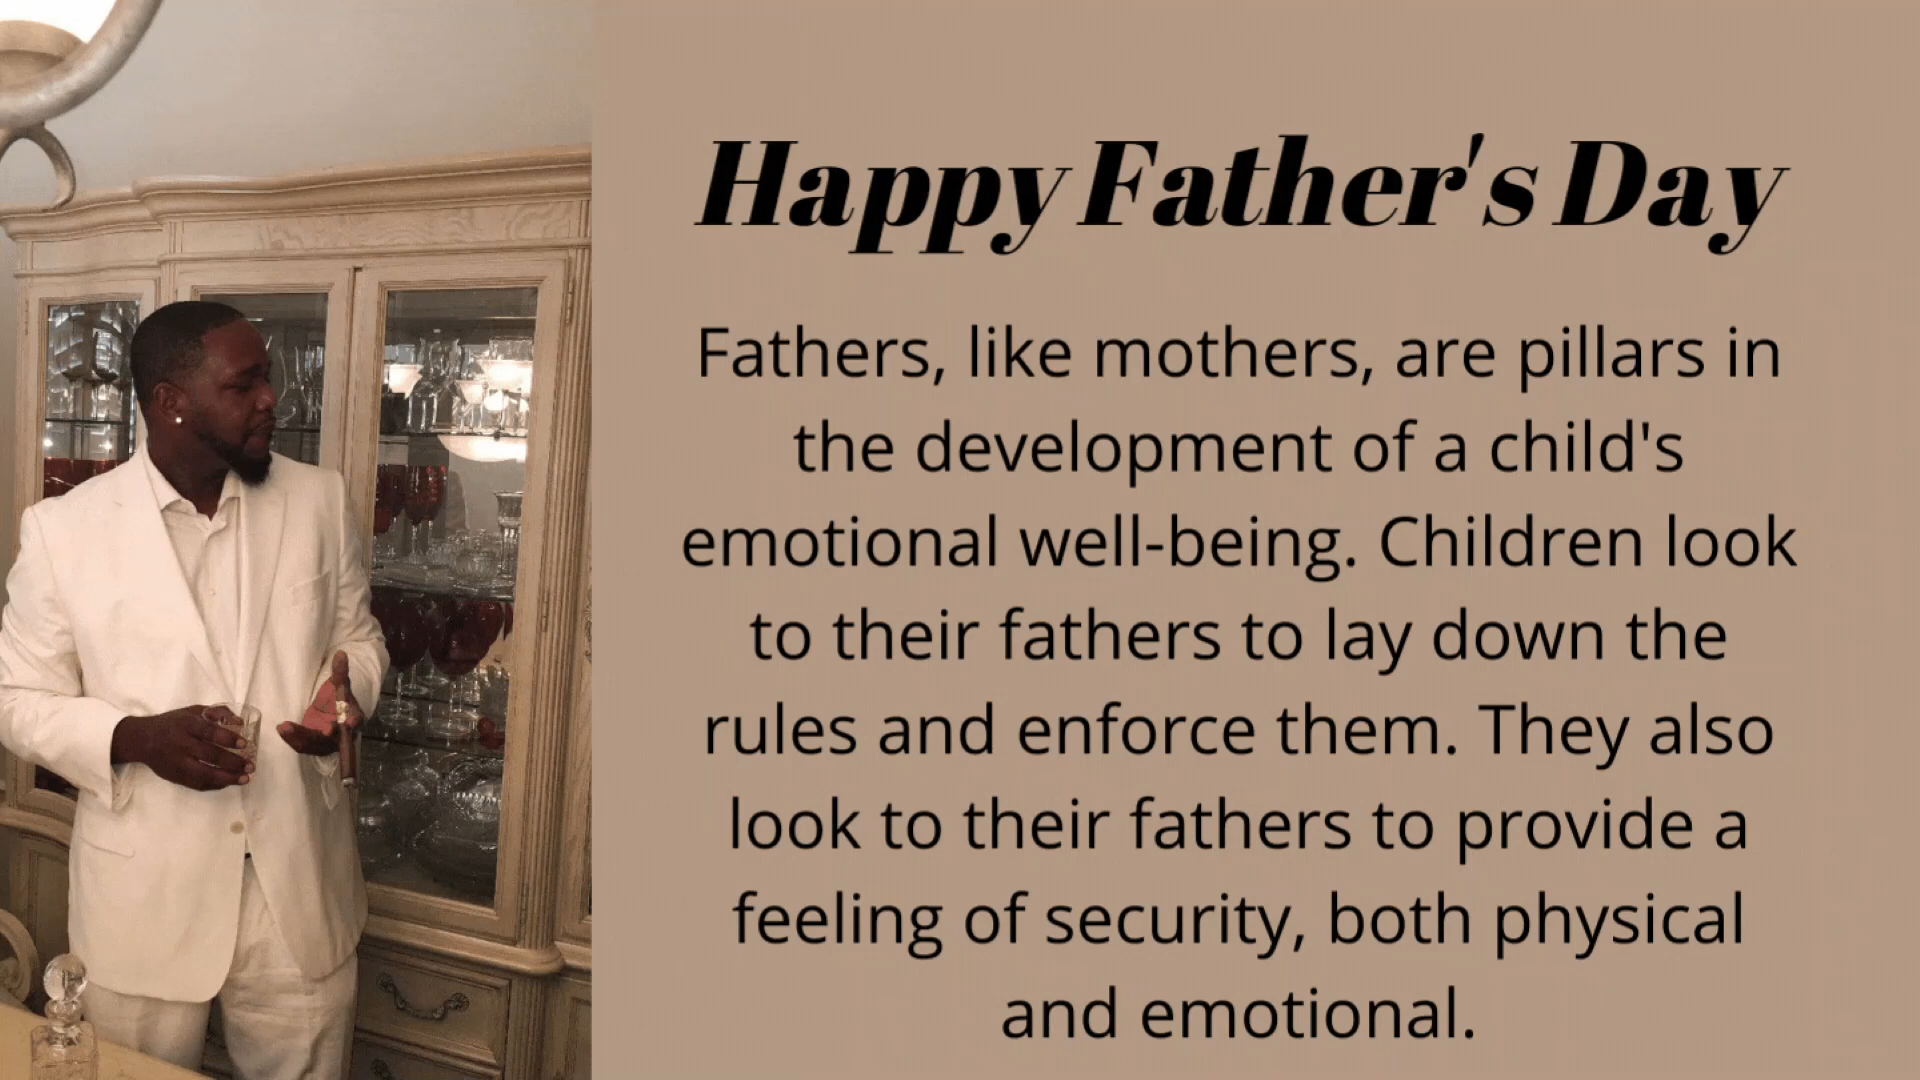 Happy Father's Day
Fathers, like mothers, are pillars in
the development of a child's
emotional well-being. Children look
to their fathers to lay down the
rules and enforce them. They also
look to their fathers to provide a
feeling of security, both physical
and emotional.